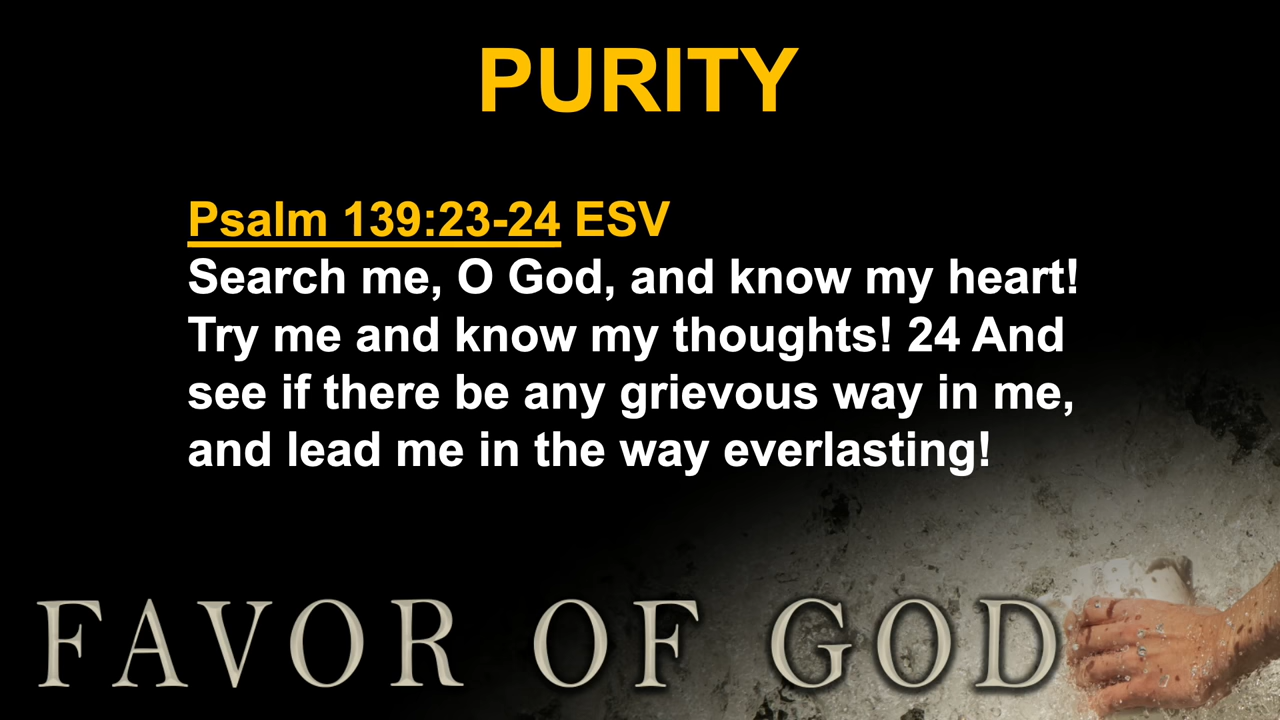 PURITY
Psalm 139:23-24 ESV
Search me, O God, and know my heart!
Try me and know my thoughts! 24 And
see if there be any grievous way in me,
and lead me in the way everlasting!
FAVOR OF GOD